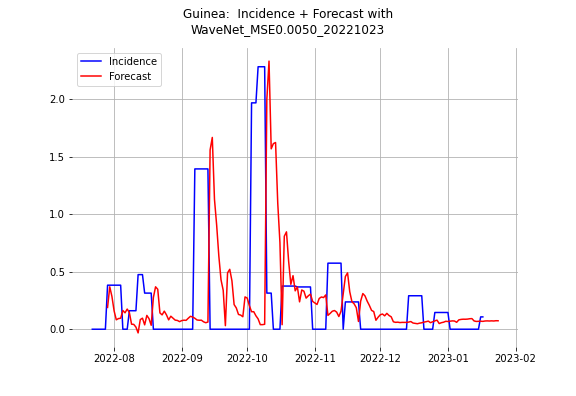 Guinea:  Incidence + Forecast with
WaveNet_MSE0.0050_20221023
Incidence
Forecast
2.0
1.5
1.0
0.5
0.0
2022-08 2022-09 2022-10 2022-11 2022-12 2023-01 2023-02